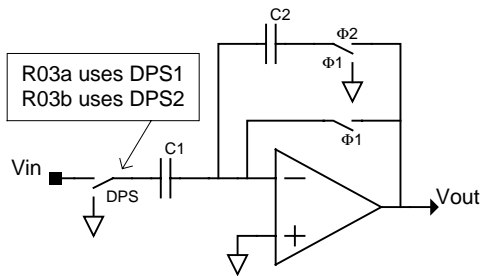 C2
Φ2
Φ1
R03a uses DPS1
R03b uses DPS2
Φ1
C1
Vin
DPS
Vout